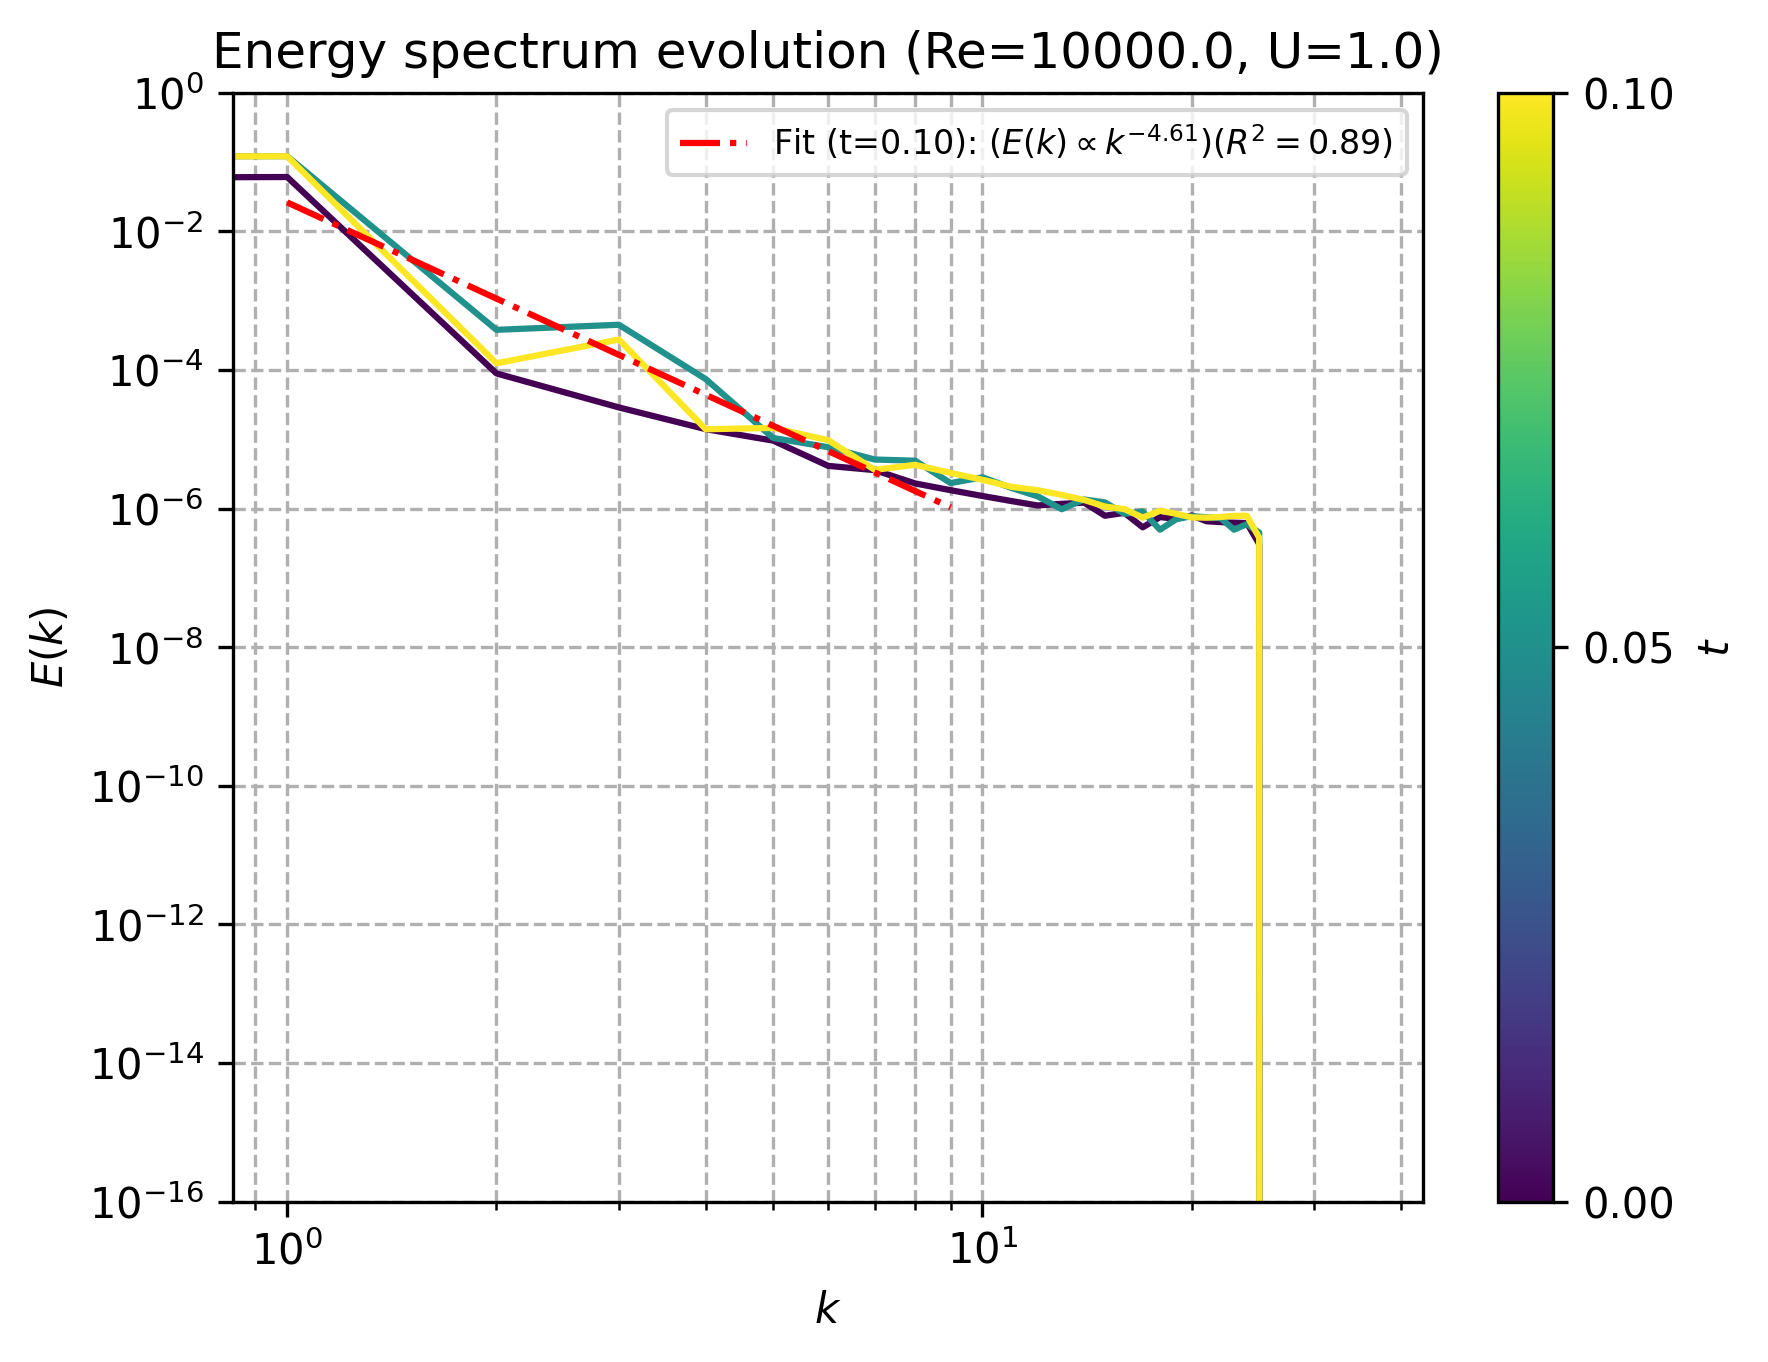 Energy spectrum evolution (Re=10000.0, U=1.0)
Fit (t=0.10): (E(k) ∝ k^{-4.61})(R^2 = 0.89)
10^0
10^{-2}
10^{-4}
10^{-6}
10^{-8}
10^{-10}
10^{-12}
10^{-14}
10^{-16}
E(k)
10^0
10^1
k
0.10
0.05
0.00
t